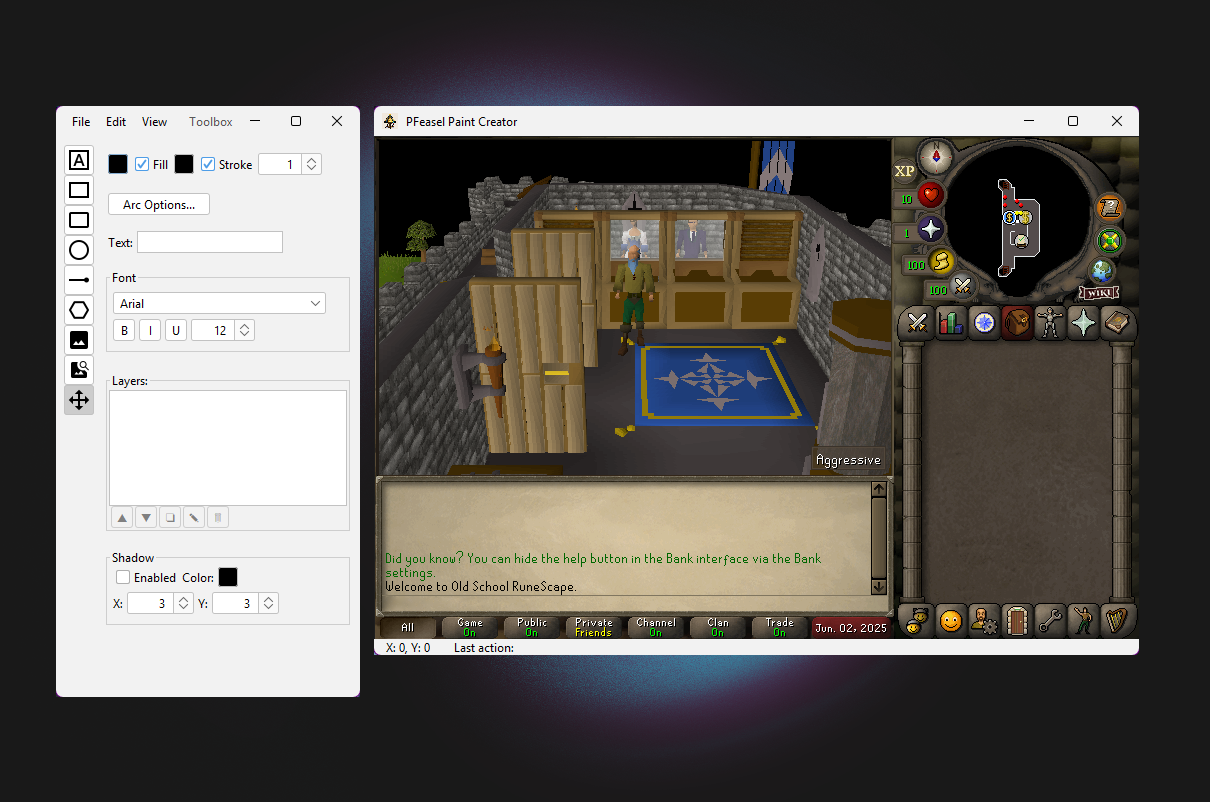 File Edit View Toolbox
A Fill Stroke 1
Arc Options...
Text:
Font
Arial
B I U 12
Layers:
Shadow
Enabled Color:
X: 3 Y: 3
PFeasel Paint Creator
N
XP
10
1
100
100
WIKI
Aggressive
Did you know? You can hide the help button in the Bank interface via the Bank
settings.
Welcome to Old School RuneScape.
All Game On Public On Private Friends Channel On Clan On Trade On Jun. 02, 2025
X: 0, Y: 0 Last action: